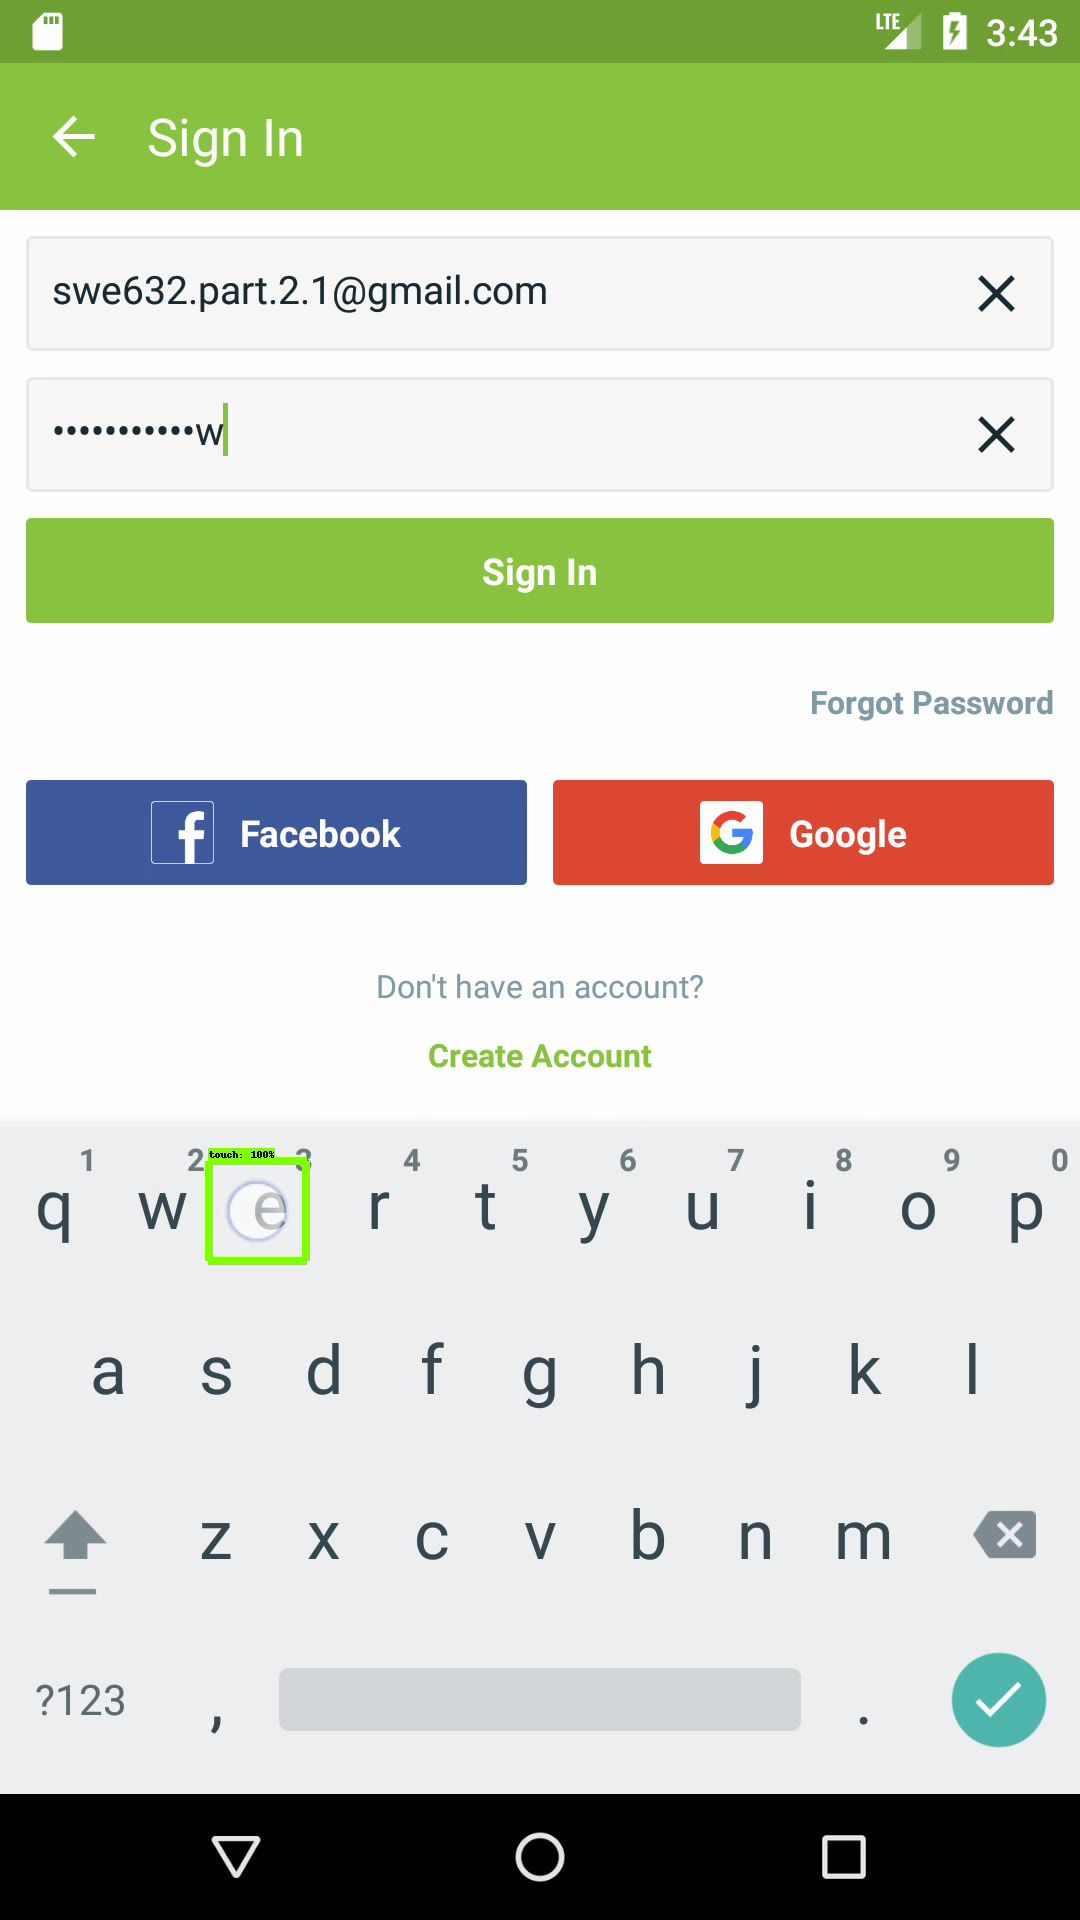 LTE 3:43
Sign In
swe632.part.2.1@gmail.com
•••••••••••w
Sign In
Forgot Password
Facebook
Google
Don't have an account?
Create Account
touch: 100%
1 2 3 4 5 6 7 8 9 0
q w e r t y u i o p
a s d f g h j k l
z x c v b n m
?123 , .